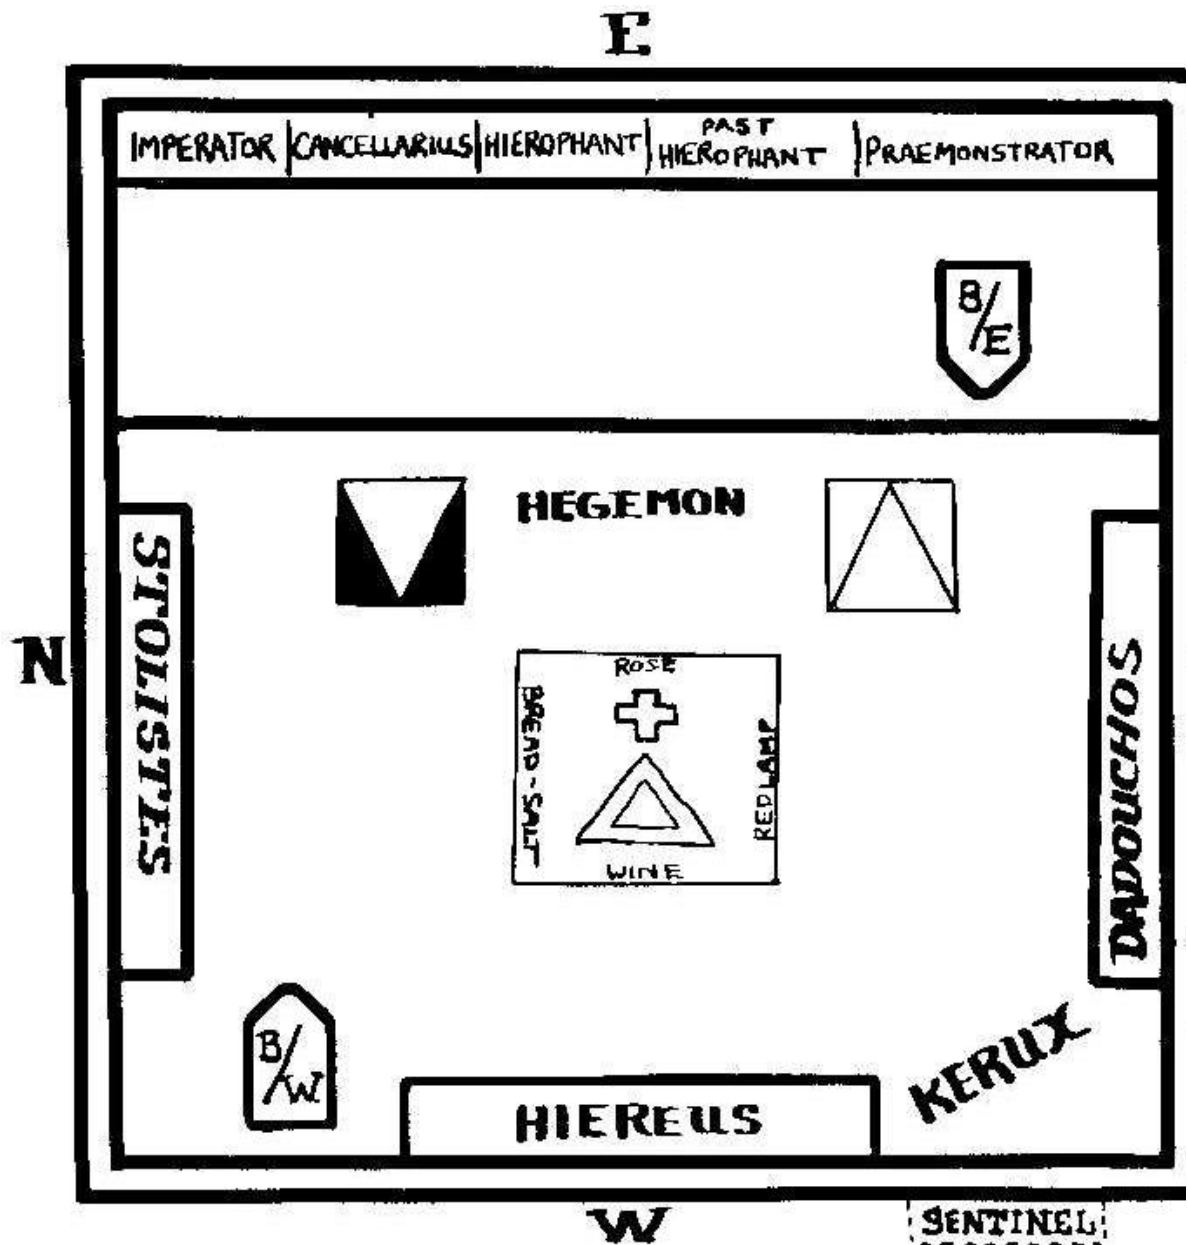 E
IMPERATOR
CANCELLARIUS
HIEROPHANT
PAST
HIEROPHANT
PRAEMONSTRATOR
B/E
HEGEMON
STOLISTES
N
ROSE
BREAD-SALT
RED LAMP
WINE
DADOUCHOS
KERUX
B/W
HIEREUS
W
SENTINEL